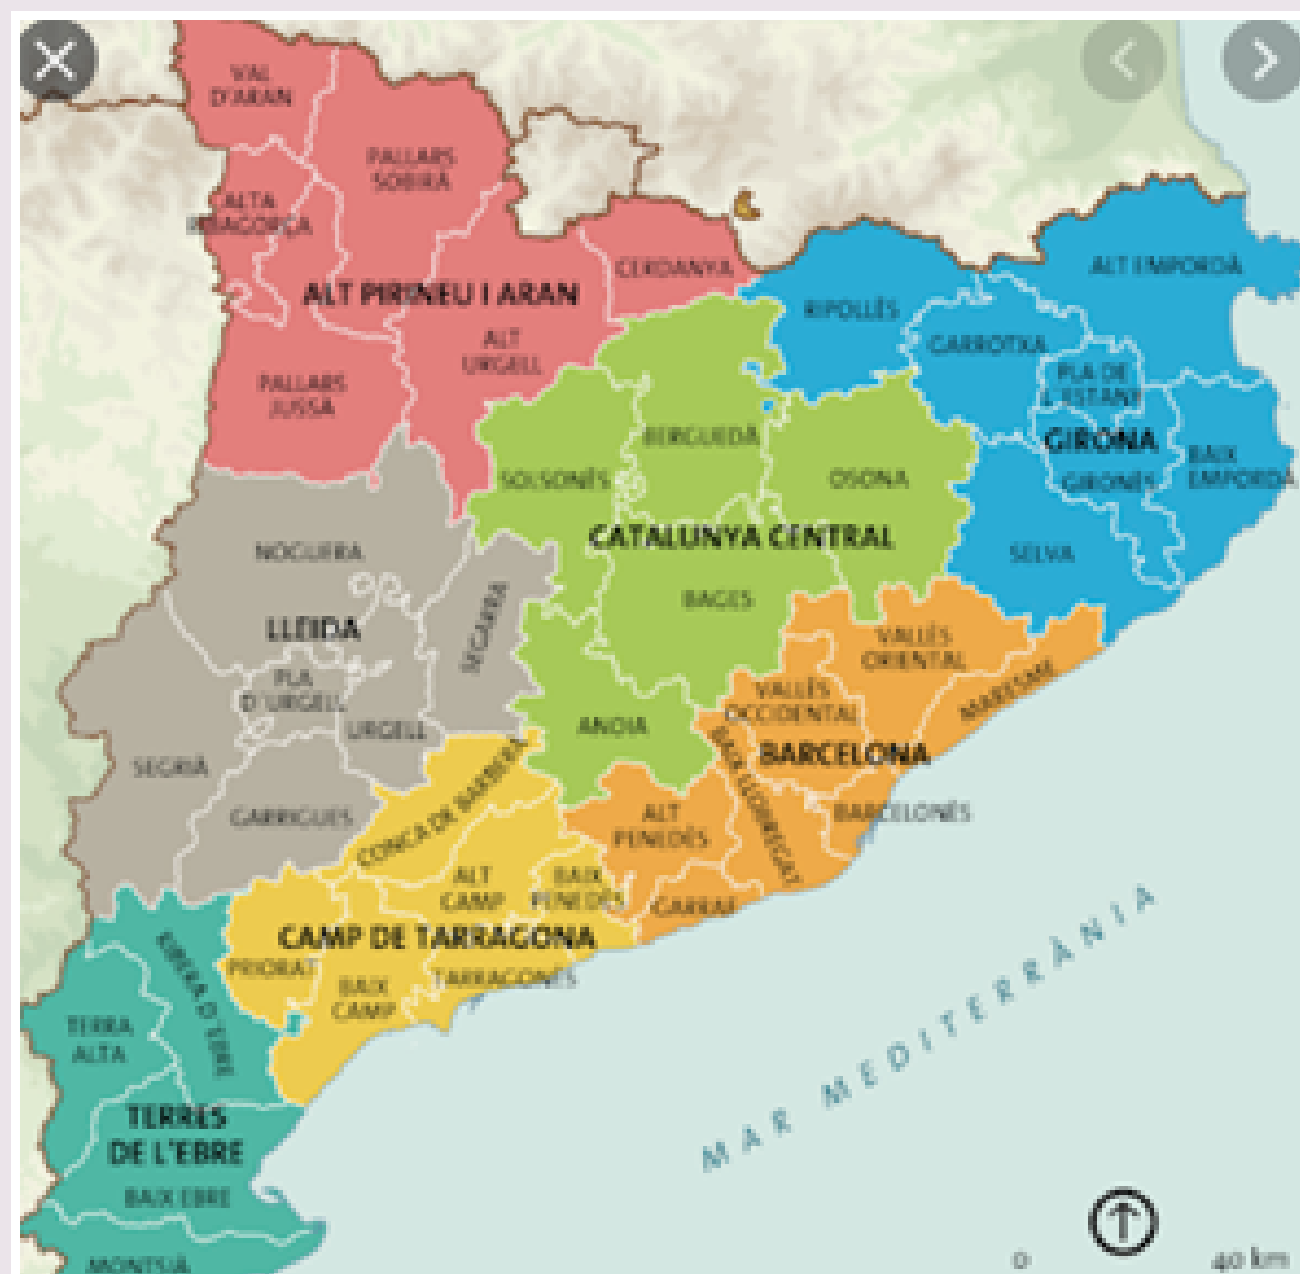 VAL
D'ARAN
PALLARS
SOBIRÀ
ALTA
RIBAGORÇA
CERDANYA
ALT PIRINEU I ARAN
ALT
URGELL
PALLARS
JUSSÀ
RIPOLLÈS
ALT EMPORDÀ
GARROTXA
PLA DE
L'ESTANY
GIRONA
BAIX
EMPORDÀ
GIRONÈS
SELVA
BERGUEDÀ
SOLSONÈS
OSONA
CATALUNYA CENTRAL
BAGES
ANOIA
NOGUERA
LLEIDA
SEGARRA
PLA
D'URGELL
URGELL
SEGRIÀ
GARRIGUES
VALLÈS
ORIENTAL
MARESME
VALLÈS
OCCIDENTAL
BARCELONA
BAIX LLOBREGAT
BARCELONÈS
ALT
PENEDÈS
GARRAF
CONCA DE BARBERÀ
ALT
CAMP
BAIX
PENEDÈS
CAMP DE TARRAGONA
PRIORAT
TARRAGONÈS
BAIX
CAMP
RIBERA D'EBRE
TERRA
ALTA
TERRES
DE L'EBRE
BAIX EBRE
MONTSIÀ
MAR MEDITERRÀNIA
0 40 km